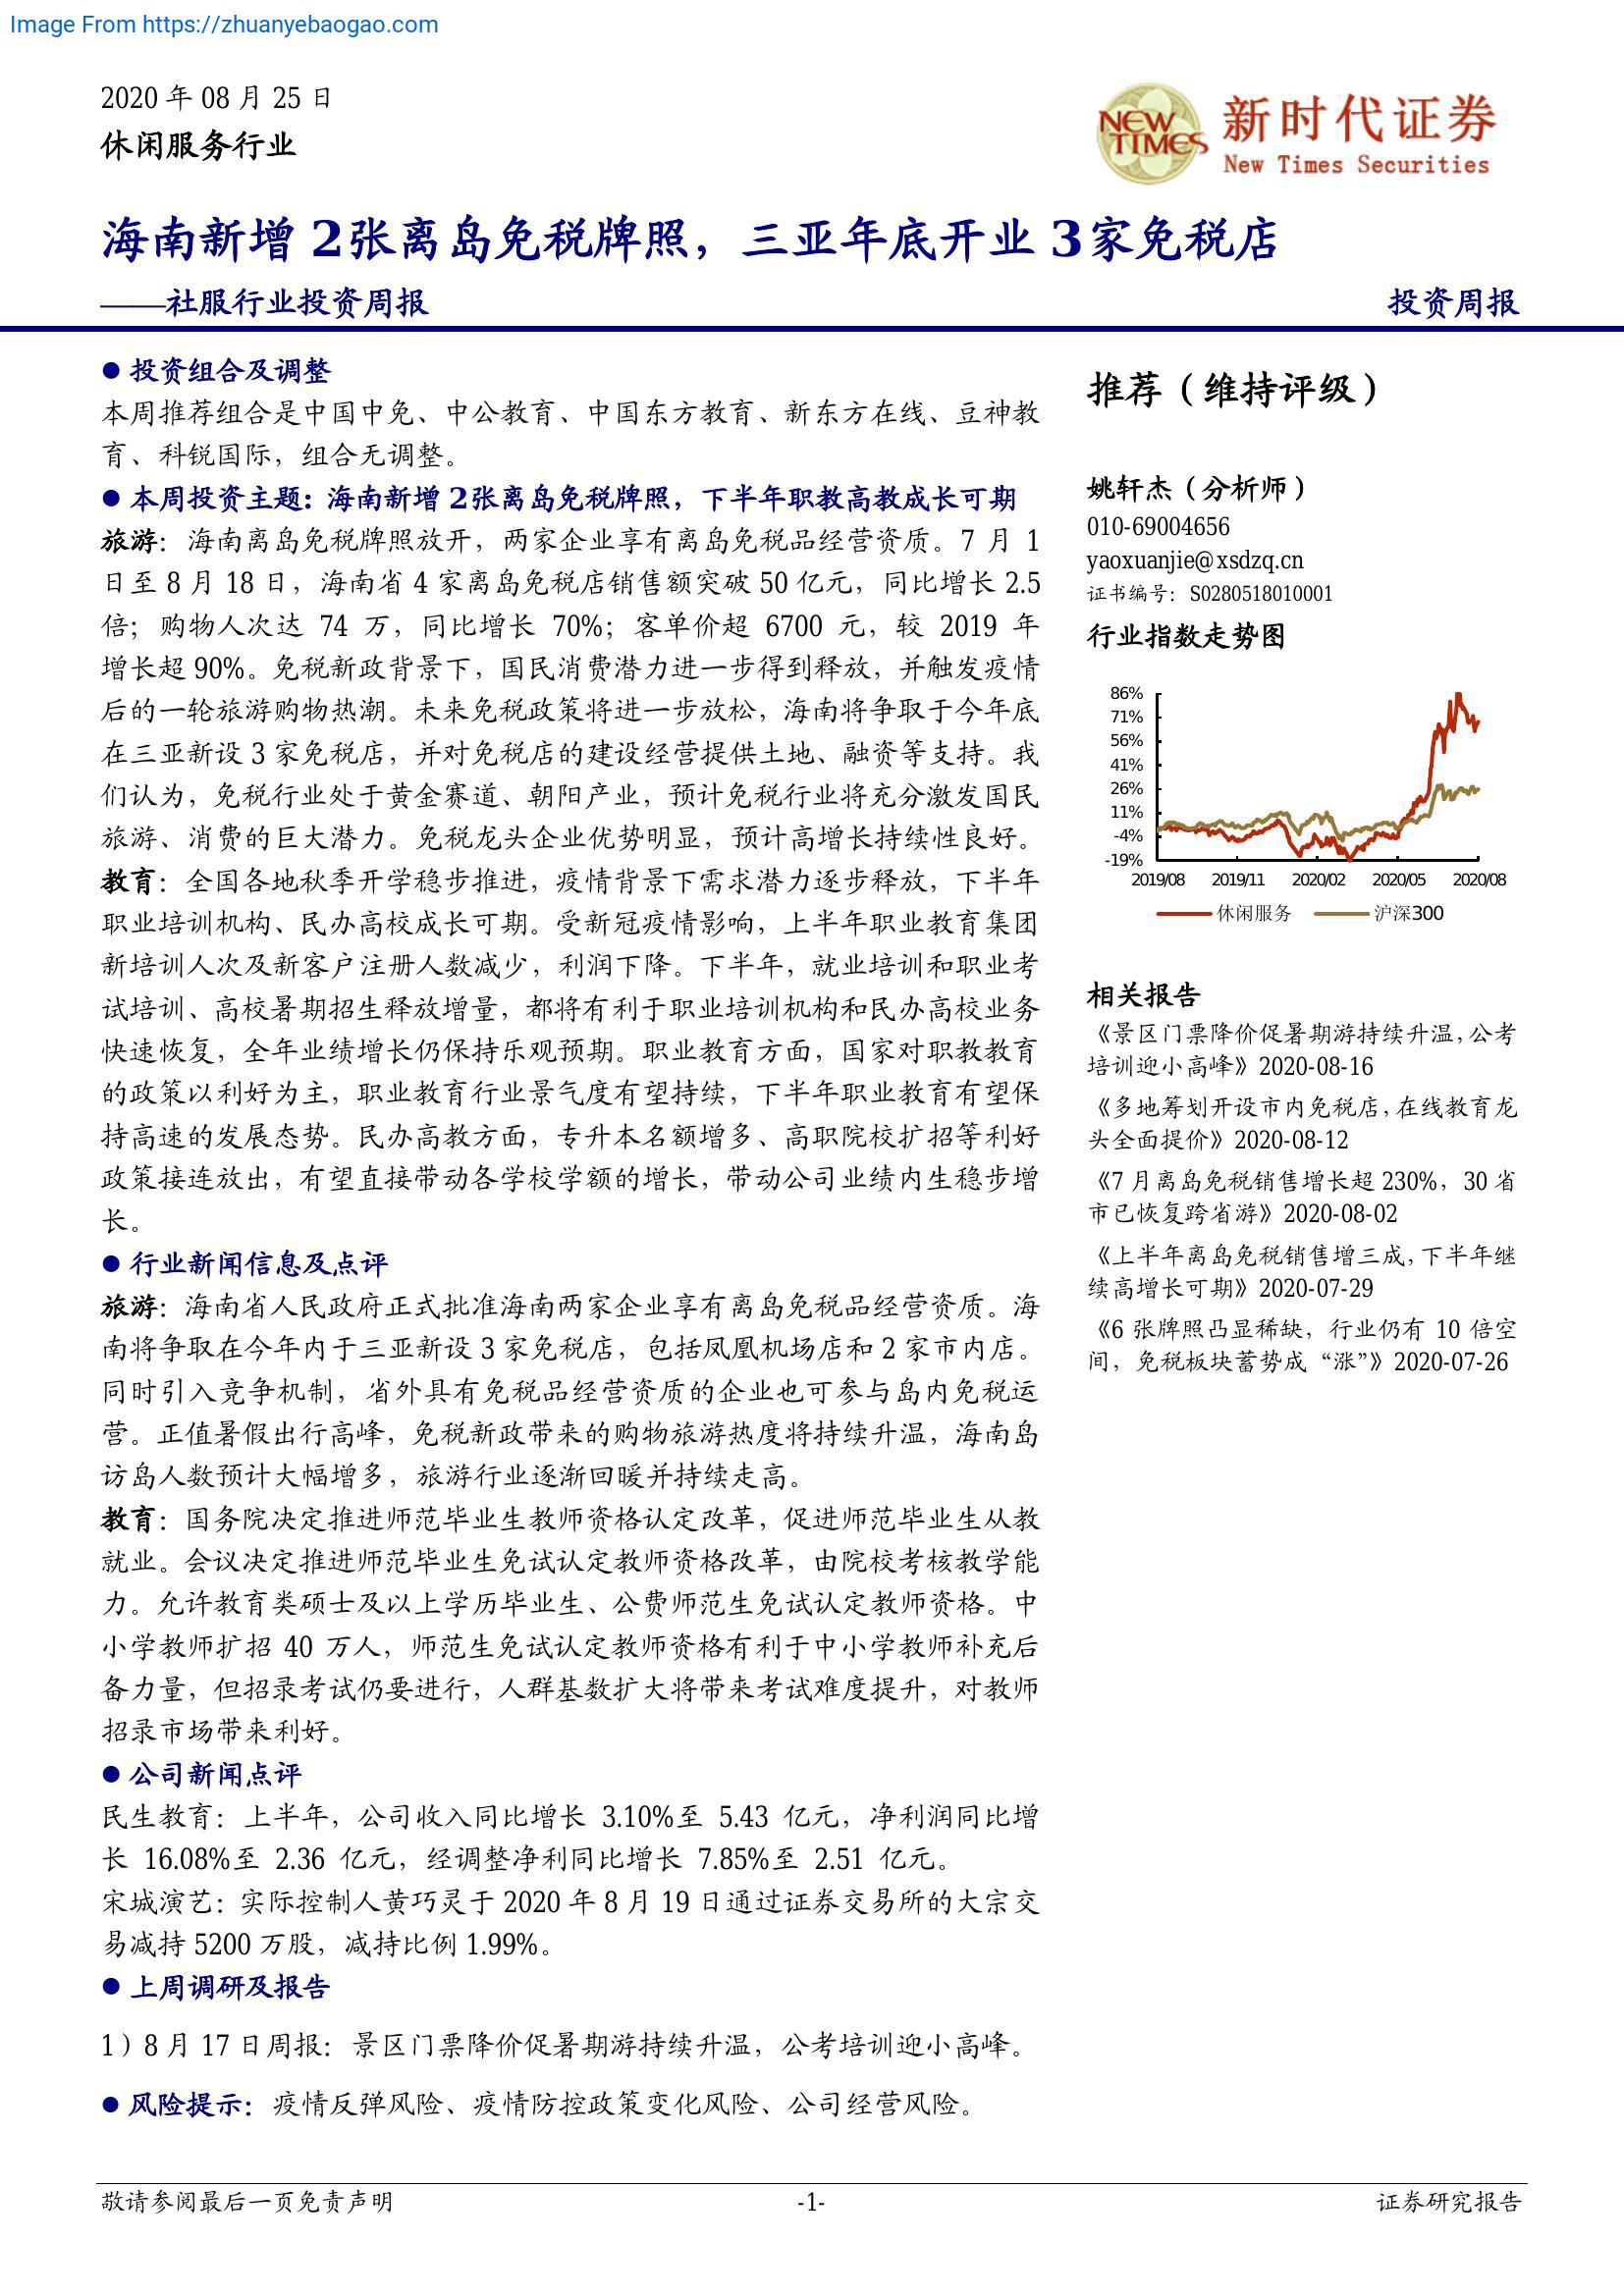 Image From https://zhuanyebaogao.com
2020 年 08 月 25 日
休闲服务行业
NEW TIMES
新时代证券
New Times Securities
海南新增 2张离岛免税牌照，三亚年底开业 3家免税店
——社服行业投资周报
投资周报
● 投资组合及调整
本周推荐组合是中国中免、中公教育、中国东方教育、新东方在线、豆神教
育、科锐国际，组合无调整。
● 本周投资主题：海南新增 2张离岛免税牌照，下半年职教高教成长可期
旅游：海南离岛免税牌照放开，两家企业享有离岛免税品经营资质。7 月 1
日至 8 月 18 日，海南省 4 家离岛免税店销售额突破 50 亿元，同比增长 2.5
倍；购物人次达 74 万，同比增长 70%；客单价超 6700 元，较 2019 年
增长超 90%。免税新政背景下，国民消费潜力进一步得到释放，并触发疫情
后的一轮旅游购物热潮。未来免税政策将进一步放松，海南将争取于今年底
在三亚新设 3 家免税店，并对免税店的建设经营提供土地、融资等支持。我
们认为，免税行业处于黄金赛道、朝阳产业，预计免税行业将充分激发国民
旅游、消费的巨大潜力。免税龙头企业优势明显，预计高增长持续性良好。
教育：全国各地秋季开学稳步推进，疫情背景下需求潜力逐步释放，下半年
职业培训机构、民办高校成长可期。受新冠疫情影响，上半年职业教育集团
新培训人次及新客户注册人数减少，利润下降。下半年，就业培训和职业考
试培训、高校暑期招生释放增量，都将有利于职业培训机构和民办高校业务
快速恢复，全年业绩增长仍保持乐观预期。职业教育方面，国家对职教教育
的政策以利好为主，职业教育行业景气度有望持续，下半年职业教育有望保
持高速的发展态势。民办高教方面，专升本名额增多、高职院校扩招等利好
政策接连放出，有望直接带动各学校学额的增长，带动公司业绩内生稳步增
长。
● 行业新闻信息及点评
旅游：海南省人民政府正式批准海南两家企业享有离岛免税品经营资质。海
南将争取在今年内于三亚新设 3 家免税店，包括凤凰机场店和 2 家市内店。
同时引入竞争机制，省外具有免税品经营资质的企业也可参与岛内免税运
营。正值暑假出行高峰，免税新政带来的购物旅游热度将持续升温，海南岛
访岛人数预计大幅增多，旅游行业逐渐回暖并持续走高。
教育：国务院决定推进师范毕业生教师资格认定改革，促进师范毕业生从教
就业。会议决定推进师范毕业生免试认定教师资格改革，由院校考核教学能
力。允许教育类硕士及以上学历毕业生、公费师范生免试认定教师资格。中
小学教师扩招 40 万人，师范生免试认定教师资格有利于中小学教师补充后
备力量，但招录考试仍要进行，人群基数扩大将带来考试难度提升，对教师
招录市场带来利好。
● 公司新闻点评
民生教育：上半年，公司收入同比增长 3.10%至 5.43 亿元，净利润同比增
长 16.08%至 2.36 亿元，经调整净利同比增长 7.85%至 2.51 亿元。
宋城演艺：实际控制人黄巧灵于 2020 年 8 月 19 日通过证券交易所的大宗交
易减持 5200 万股，减持比例 1.99%。
● 上周调研及报告
1）8 月 17 日周报：景区门票降价促暑期游持续升温，公考培训迎小高峰。
● 风险提示：疫情反弹风险、疫情防控政策变化风险、公司经营风险。
推荐（维持评级）
姚轩杰（分析师）
010-69004656
yaoxuanjie@xsdzq.cn
证书编号：S0280518010001
行业指数走势图
86%
71%
56%
41%
26%
11%
-4%
-19%
2019/08 2019/11 2020/02 2020/05 2020/08
休闲服务 沪深300
相关报告
《景区门票降价促暑期游持续升温，公考
培训迎小高峰》2020-08-16
《多地筹划开设市内免税店，在线教育龙
头全面提价》2020-08-12
《7 月离岛免税销售增长超 230%，30 省
市已恢复跨省游》2020-08-02
《上半年离岛免税销售增三成，下半年继
续高增长可期》2020-07-29
《6 张牌照凸显稀缺，行业仍有 10 倍空
间，免税板块蓄势成“涨”》2020-07-26
敬请参阅最后一页免责声明
-1-
证券研究报告